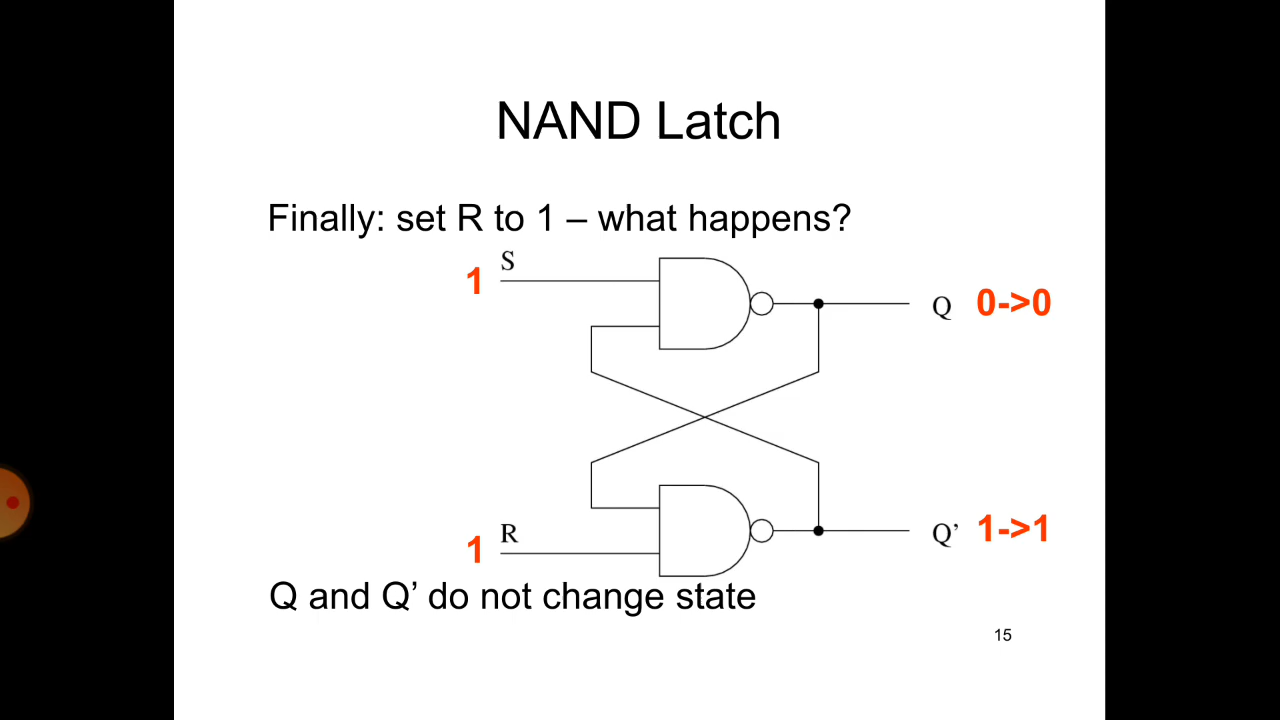 NAND Latch
Finally: set R to 1 – what happens?
S
1
Q 0->0
R
1
Q’ 1->1
Q and Q’ do not change state
15